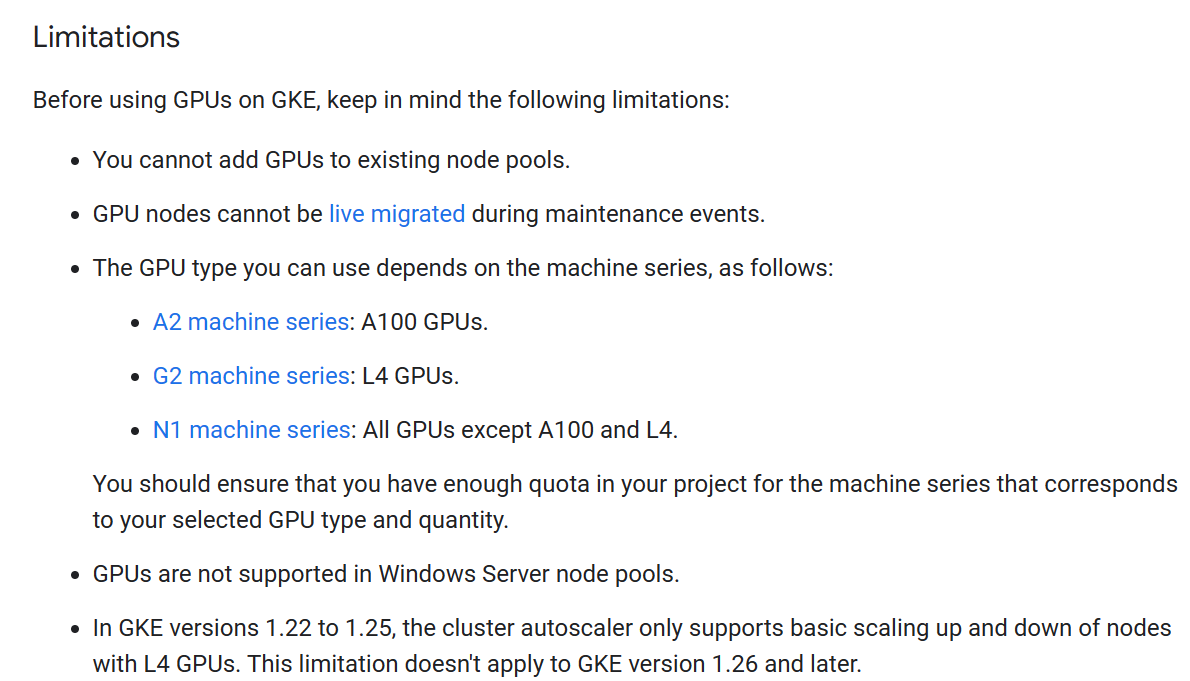 Limitations
Before using GPUs on GKE, keep in mind the following limitations:
• You cannot add GPUs to existing node pools.
• GPU nodes cannot be live migrated during maintenance events.
• The GPU type you can use depends on the machine series, as follows:
• A2 machine series: A100 GPUs.
• G2 machine series: L4 GPUs.
• N1 machine series: All GPUs except A100 and L4.
You should ensure that you have enough quota in your project for the machine series that corresponds
to your selected GPU type and quantity.
• GPUs are not supported in Windows Server node pools.
• In GKE versions 1.22 to 1.25, the cluster autoscaler only supports basic scaling up and down of nodes
with L4 GPUs. This limitation doesn't apply to GKE version 1.26 and later.